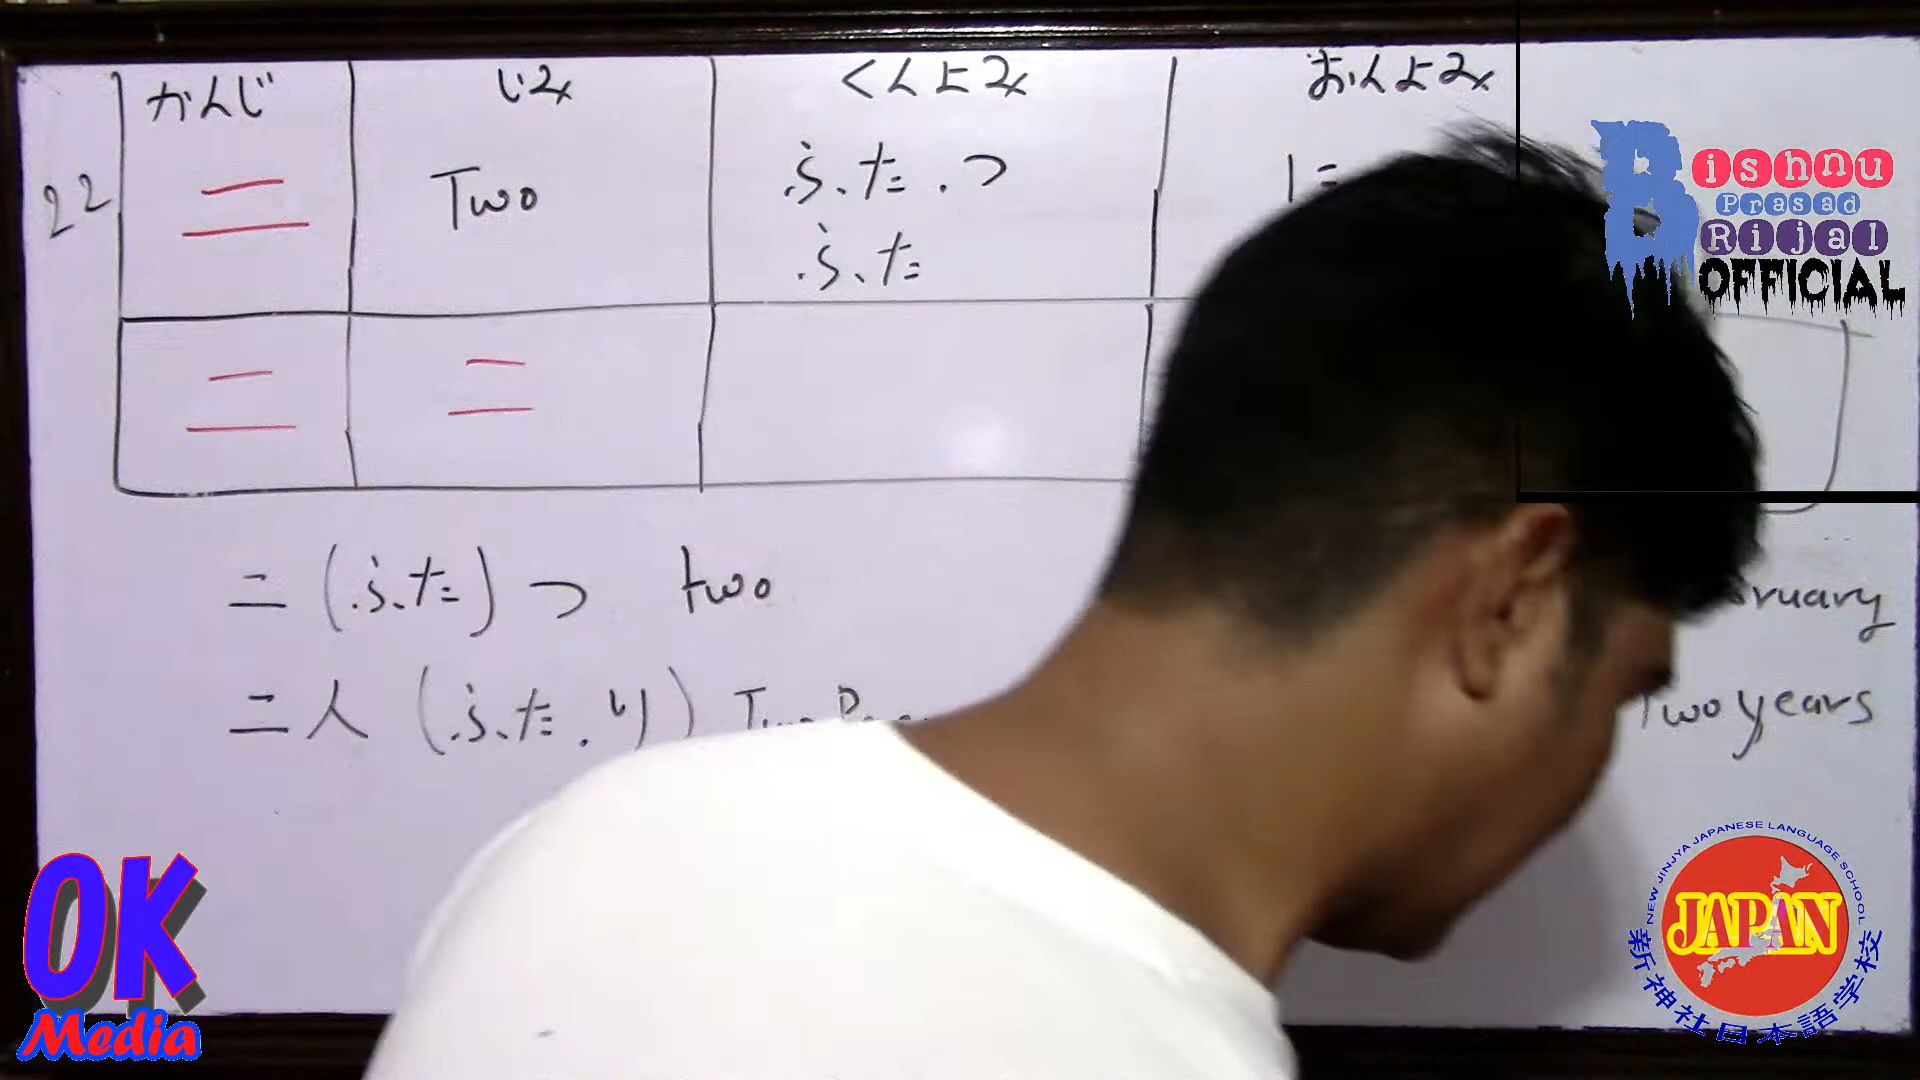 かんじ いみ くんよみ おんよみ
22 二 Two ふた.つ に
ふた
二 二
二 (ふた) つ two
ruary
二人 (ふた.り) Two
Two years
Bishnu
Prasad
Rijal
OFFICIAL
OK
Media
NEW JINJYA JAPANESE LANGUAGE SCHOOL
JAPAN
新神社日本語学校